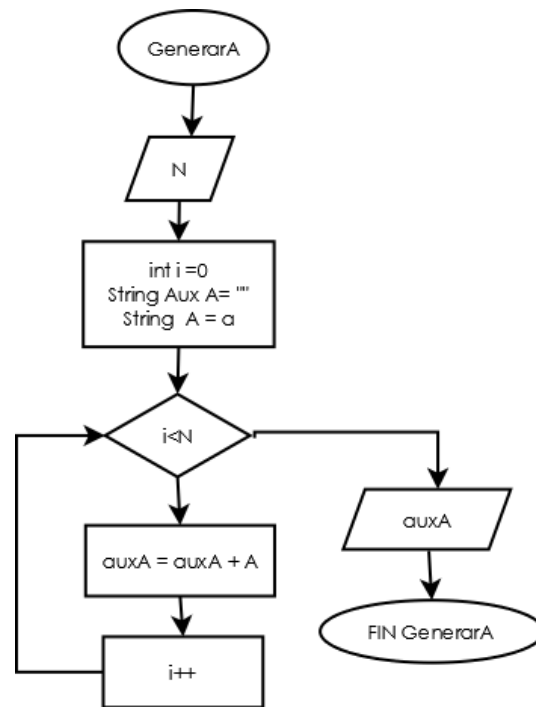 GenerarA
N
int i =0
String Aux A= ""
String A = a
i<N
auxA = auxA + A
i++
auxA
FIN GenerarA